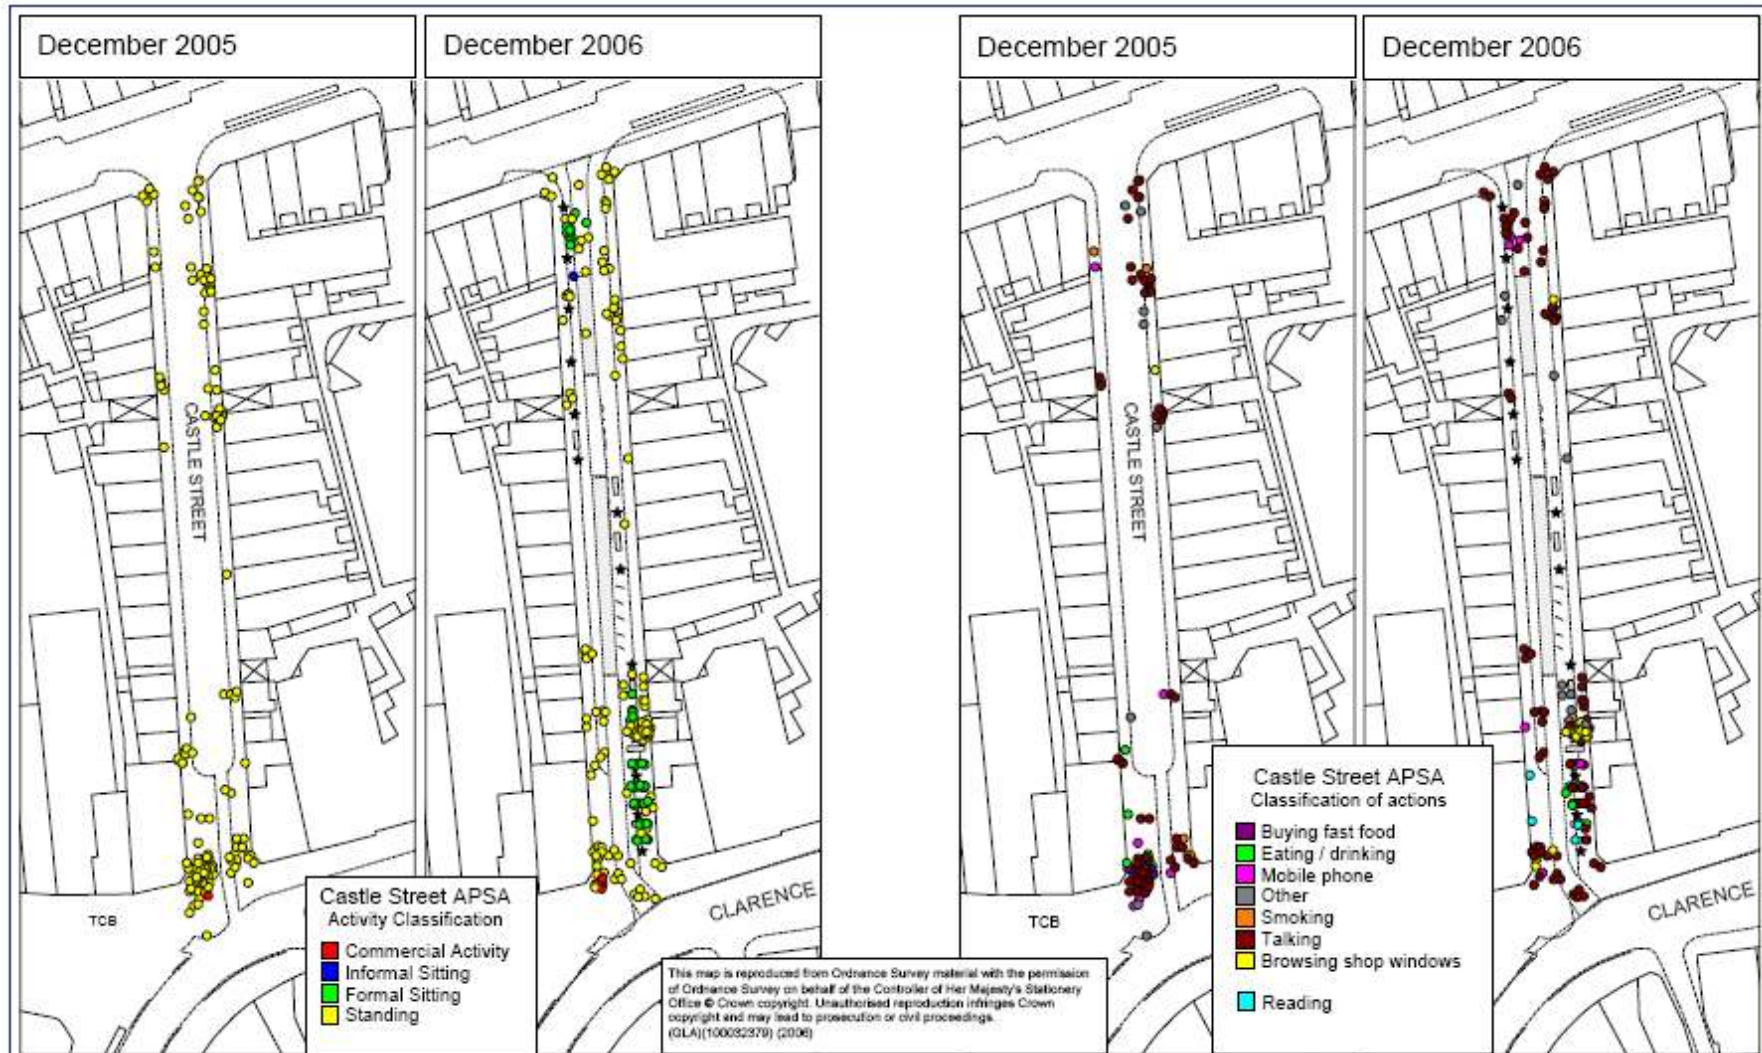 December 2005
December 2006
December 2005
December 2006
CASTLE STREET
CASTLE STREET
CLARENCE
CLARENCE
TCB
TCB
Castle Street APSA
Activity Classification
Commercial Activity
Informal Sitting
Formal Sitting
Standing
This map is reproduced from Ordnance Survey material with the permission
of Ordnance Survey on behalf of the Controller of Her Majesty's Stationery
Office © Crown copyright. Unauthorised reproduction infringes Crown
copyright and may lead to prosecution or civil proceedings.
(GLA)(100032379) (2006)
Castle Street APSA
Classification of actions
Buying fast food
Eating / drinking
Mobile phone
Other
Smoking
Talking
Browsing shop windows
Reading